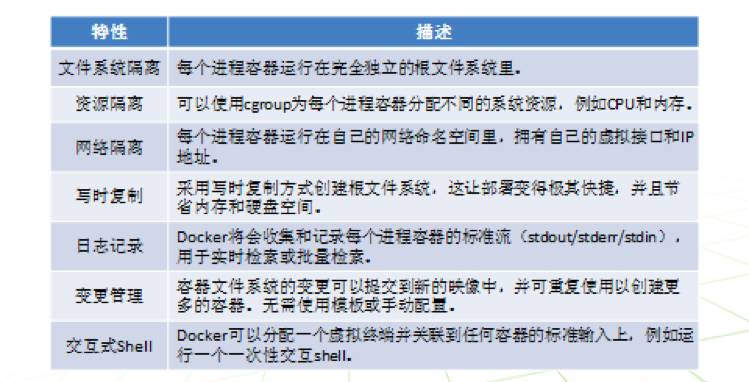 特性 描述
文件系统隔离 每个进程容器运行在完全独立的根文件系统里。
资源隔离 可以使用cgroup为每个进程容器分配不同的系统资源，例如CPU和内存。
网络隔离 每个进程容器运行在自己的网络命名空间里，拥有自己的虚拟接口和IP
地址。
写时复制 采用写时复制方式创建根文件系统，这让部署变得极其快捷，并且节
省内存和硬盘空间。
日志记录 Docker将会收集和记录每个进程容器的标准流（stdout/stderr/stdin），
用于实时检索或批量检索。
变更管理 容器文件系统的变更可以提交到新的映像中，并可重复使用以创建更
多的容器。无需使用模板或手动配置。
交互式Shell Docker可以分配一个虚拟终端并关联到任何容器的标准输入上，例如运
行一个一次性交互shell。